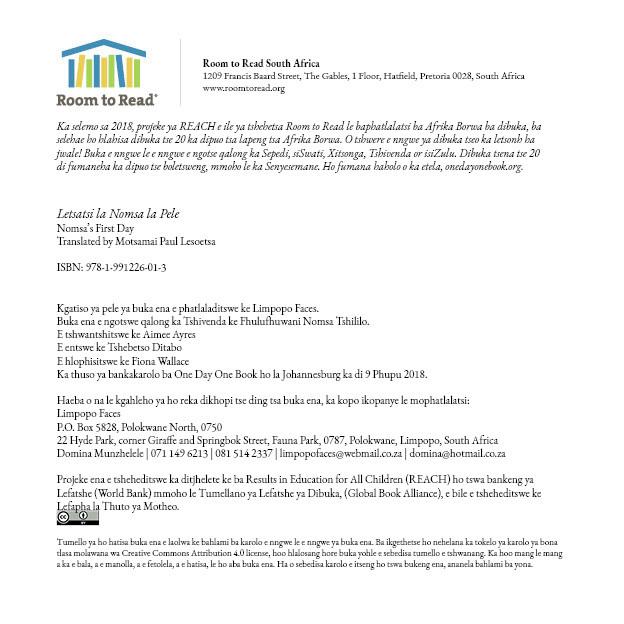 Room to Read®
Room to Read South Africa
1209 Francis Baard Street, The Gables, 1 Floor, Hatfield, Pretoria 0028, South Africa
www.roomtoread.org
Ka selemo sa 2018, projeke ya REACH e ile ya tshehetsa Room to Read le baphatlalatsi ba Afrika Borwa ba dibuka, ba
selehae ho hlahisa dibuka tse 20 ka dipuo tsa lapeng tsa Afrika Borwa. O tshwere e nngwe ya dibuka tseo ka letsonh ha
jwale! Buka e nngwe le e nngwe e ngotse qalong ka Sepedi, siSwati, Xitsonga, Tshivenda or isiZulu. Dibuka tsena tse 20
di fumaneha ka dipuo tse boletsweng, mmoho le ka Senyesemane. Ho fumana haholo o ka etela, onedayonebook.org.
Letsatsi la Nomsa la Pele
Nomsa's First Day
Translated by Motsamai Paul Lesoetsa
ISBN: 978-1-991226-01-3
Kgatiso ya pele ya buka ena e phatlaladitswe ke Limpopo Faces.
Buka ena e ngotswe qalong ka Tshivenda ke Fhulufhuwani Nomsa Tshililo.
E tshwantshitswe ke Aimee Ayres
E entswe ke Tshebetso Ditabo
E hlophisitswe ke Fiona Wallace
Ka thuso ya bankakarolo ba One Day One Book ho la Johannesburg ka di 9 Phupu 2018.
Haeba o na le kgahleho ya ho reka dikhopi tse ding tsa buka ena, ka kopo ikopanye le mophatlalatsi:
Limpopo Faces
P.O. Box 5828, Polokwane North, 0750
22 Hyde Park, corner Giraffe and Springbok Street, Fauna Park, 0787, Polokwane, Limpopo, South Africa
Domina Munzhelele | 071 149 6213 | 081 514 2337 | limpopofaces@webmail.co.za | domina@hotmail.co.za
Projeke ena e tsheheditswe ka ditjhelete ke ba Results in Education for All Children (REACH) ho tswa bankeng ya
Lefatshe (World Bank) mmoho le Tumellano ya Lefatshe ya Dibuka, (Global Book Alliance), e bile e tsheheditswe ke
Lefapha la Thuto ya Motheo.
Tumello ya ho hatisa buka ena e laolwa ke bahlami ba karolo e nngwe le e nngwe ya buka ena. Ba ikgethetse ho nehelana ka tokelo ya karolo ya bona
tlasa molawana wa Creative Commons Attribution 4.0 license, hoo hlalosang hore buka yohle e sebedisa tumello e tshwanang. Ka hoo mang le mang
a ka e bala, a e manolla, a e fetolela, a e hatisa, le ho aba buka ena. Ha o sebedisa karolo e itseng ho tswa bukeng ena, ananela bahlami ba yona.